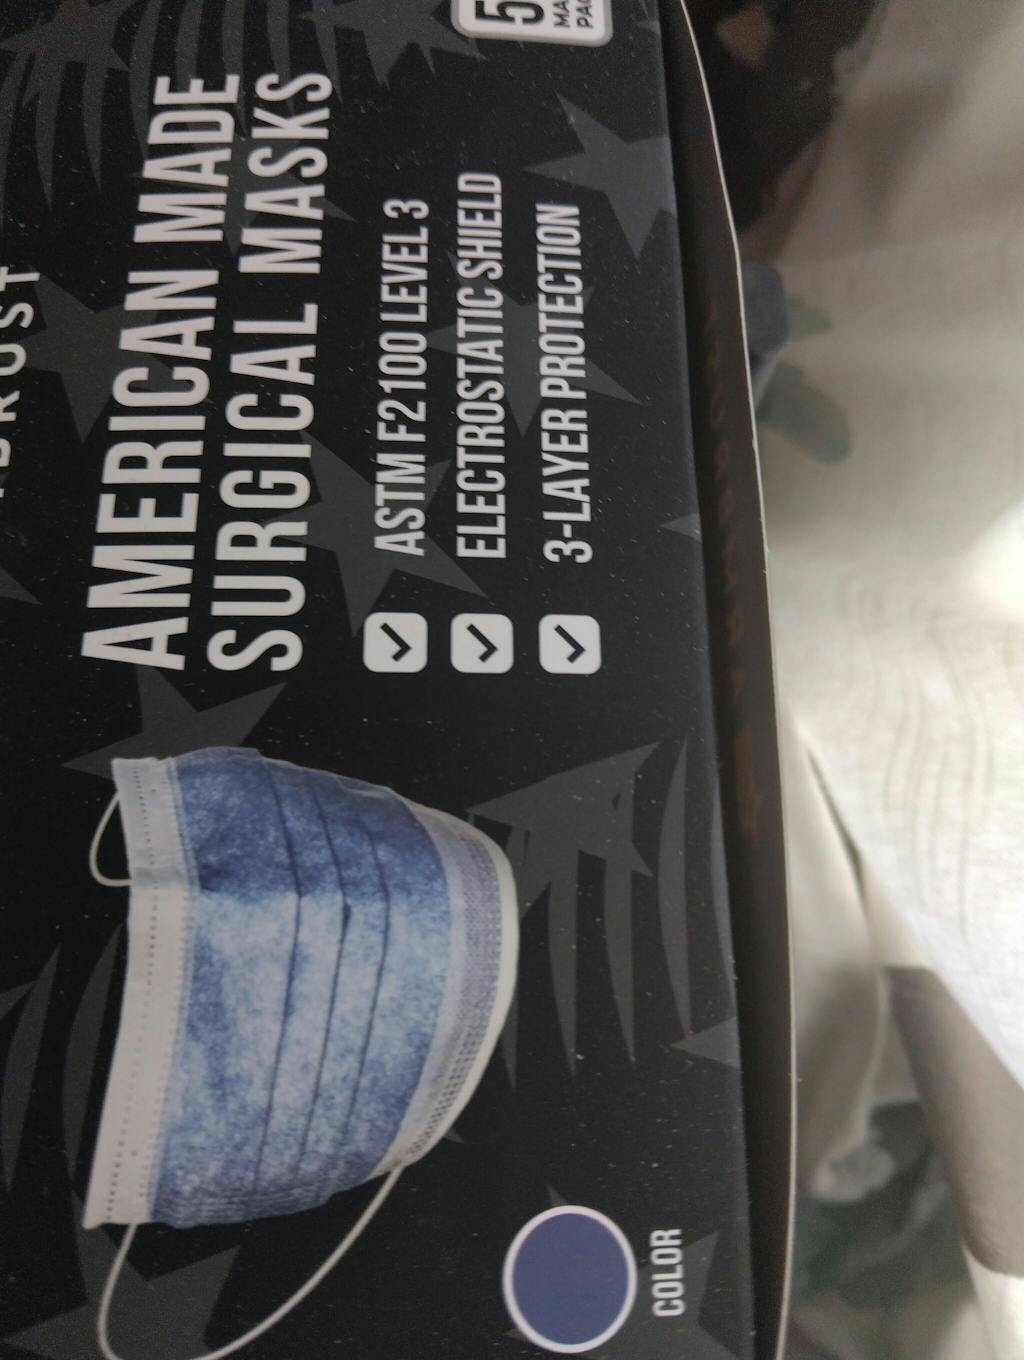 AMERICAN MADE
SURGICAL MASKS
ASTM F2100 LEVEL 3
ELECTROSTATIC SHIELD
3-LAYER PROTECTION
COLOR